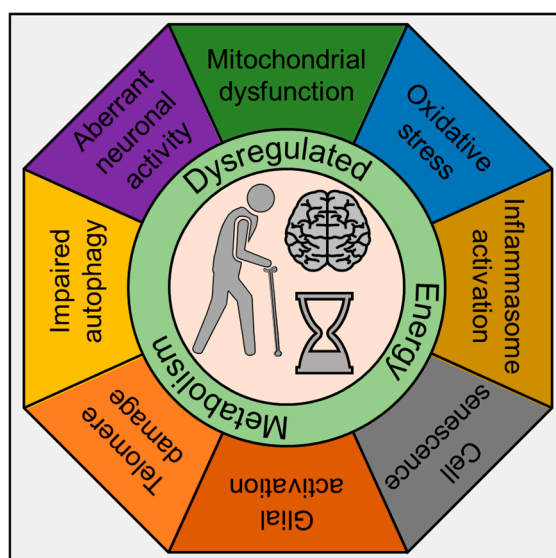 Mitochondrial
dysfunction
Oxidative
stress
Inflammasome
activation
Cell
senescence
Glial
activation
Telomere
damage
Impaired
autophagy
Aberrant
neuronal
activity
Dysregulated
Energy
Metabolism